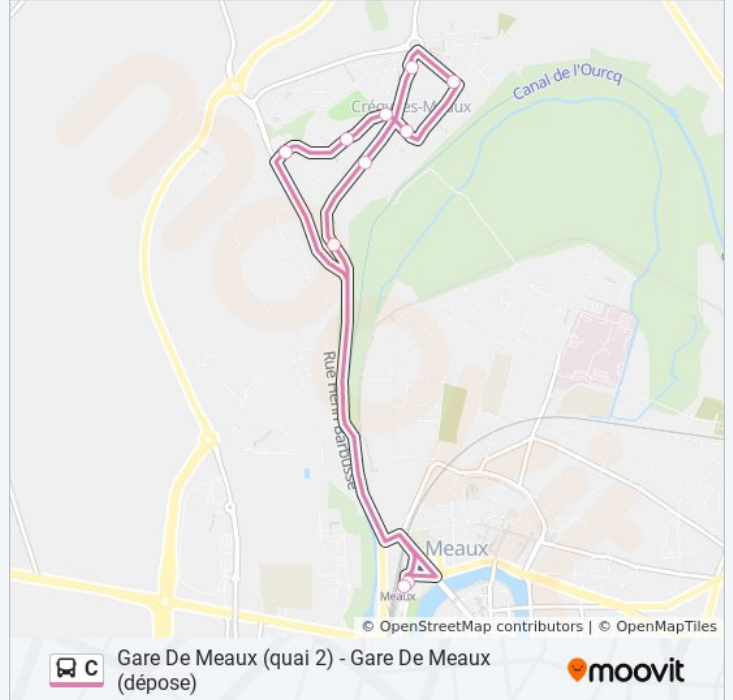 Canal de l'Ourcq
Crégy-les-Meaux
Rue Henri Barbusse
Meaux
Meaux
© OpenStreetMap contributors | © OpenMapTiles
C
Gare De Meaux (quai 2) - Gare De Meaux
(dépose)
moovit